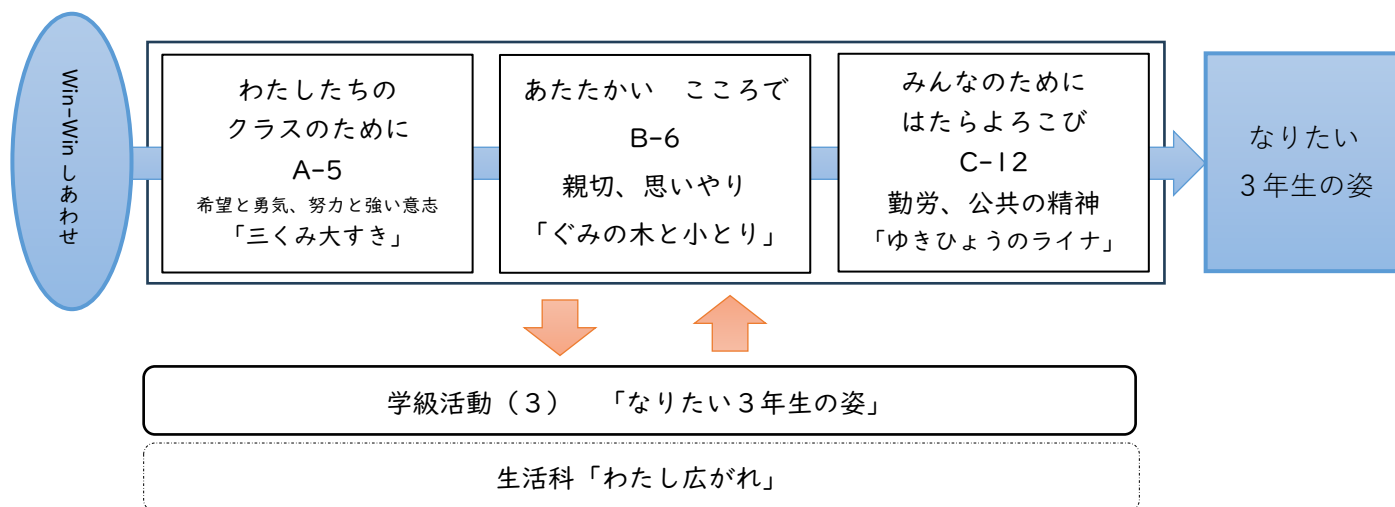 Win-Win しあわせ
わたしたちの
クラスのために
A-5
希望と勇気、努力と強い意志
「三くみ大すき」
あたたかい　こころで
B-6
親切、思いやり
「ぐみの木と小とり」
みんなのために
はたらよろこび
C-12
勤労、公共の精神
「ゆきひょうのライナ」
なりたい
３年生の姿
学級活動（３）　「なりたい３年生の姿」
生活科「わたし広がれ」